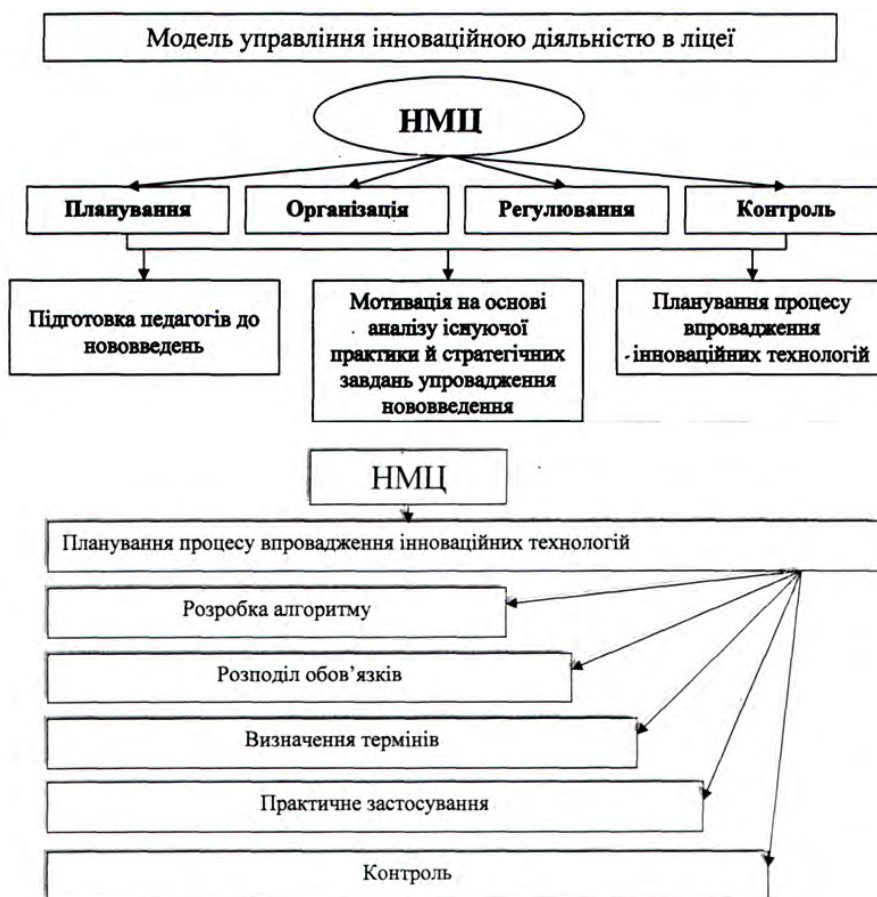 Модель управління інноваційною діяльністю в ліцеї
НМЦ
Планування
Організація
Регулювання
Контроль
Підготовка педагогів до
нововведень
Мотивація на основі
аналізу існуючої
практики й стратегічних
завдань упровадження
нововведення
Планування процесу
впровадження
інноваційних технологій
НМЦ
Планування процесу впровадження інноваційних технологій
Розробка алгоритму
Розподіл обов’язків
Визначення термінів
Практичне застосування
Контроль